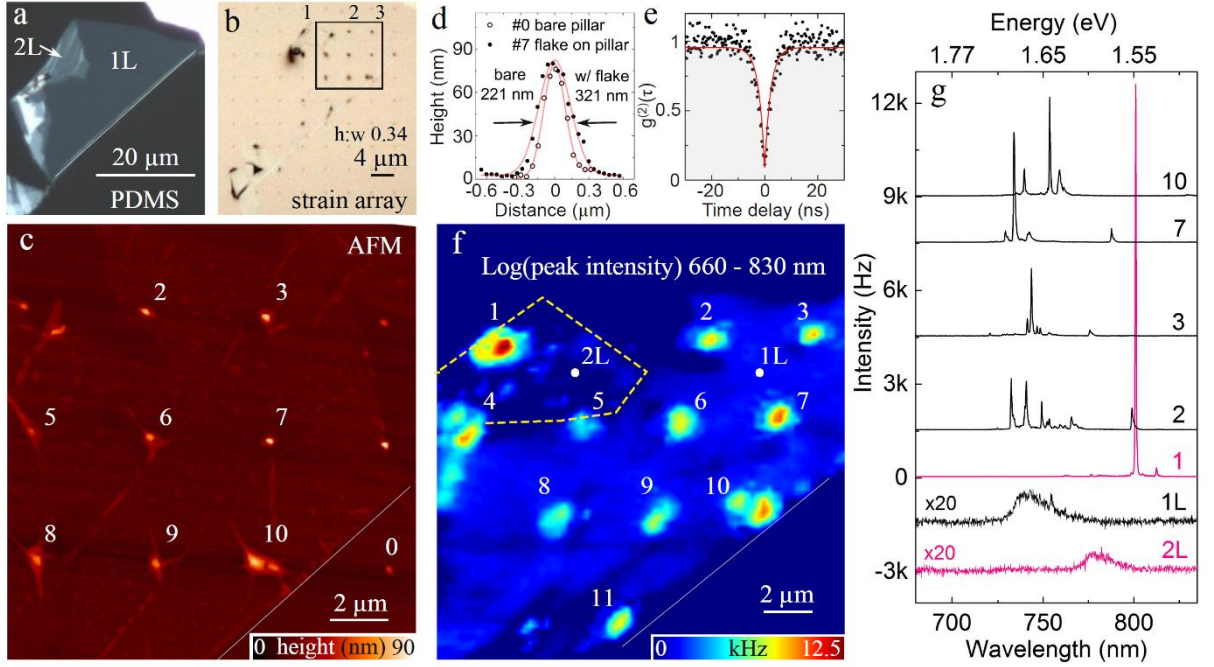 a
2L
1L
20 µm
PDMS
b
1 2 3
h:w 0.34
4 µm
strain array
d
#0 bare pillar
#7 flake on pillar
bare
221 nm
w/ flake
321 nm
Height (nm)
90
60
30
0
-0.6 -0.3 0 0.3 0.6
Distance (µm)
e
g(2)(τ)
1
0.5
0
-20 0 20
Time delay (ns)
c
AFM
2
3
5
6
7
8
9
10
0
2 µm
0 height (nm) 90
f
Log(peak intensity) 660 - 830 nm
1
2
3
2L
1L
4
5
6
7
8
9
10
11
2 µm
0 kHz 12.5
Energy (eV)
1.77 1.65 1.55
g
Intensity (Hz)
12k
9k
6k
3k
0
-3k
10
7
3
2
1
x20 1L
x20 2L
700 750 800
Wavelength (nm)